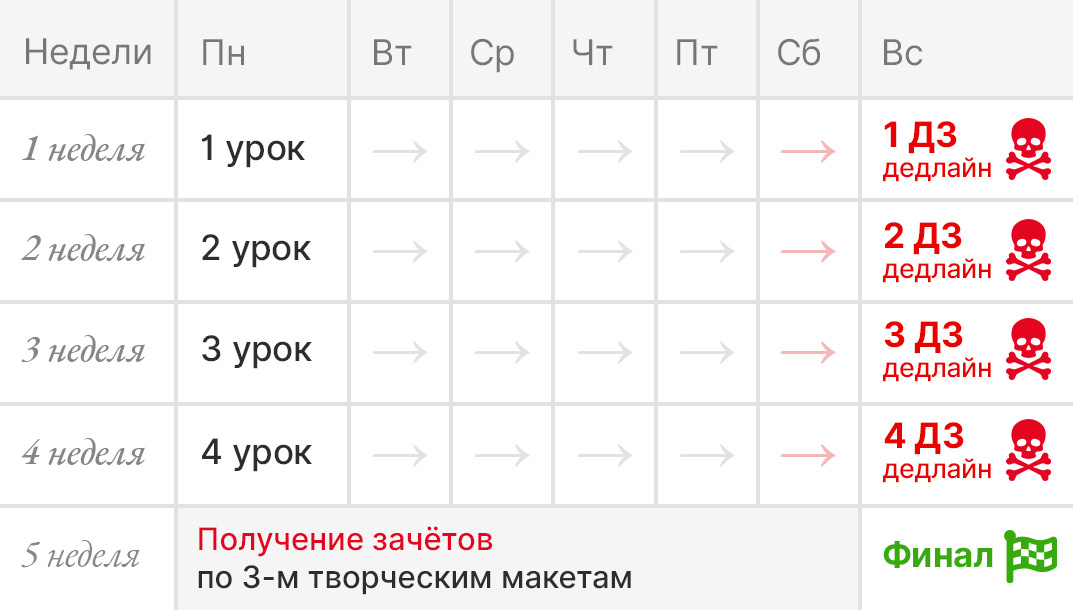 Недели Пн Вт Ср Чт Пт Сб Вс
1 неделя 1 урок → → → → → 1 ДЗ
дедлайн
2 неделя 2 урок → → → → → 2 ДЗ
дедлайн
3 неделя 3 урок → → → → → 3 ДЗ
дедлайн
4 неделя 4 урок → → → → → 4 ДЗ
дедлайн
5 неделя Получение зачётов
по 3-м творческим макетам
Финал